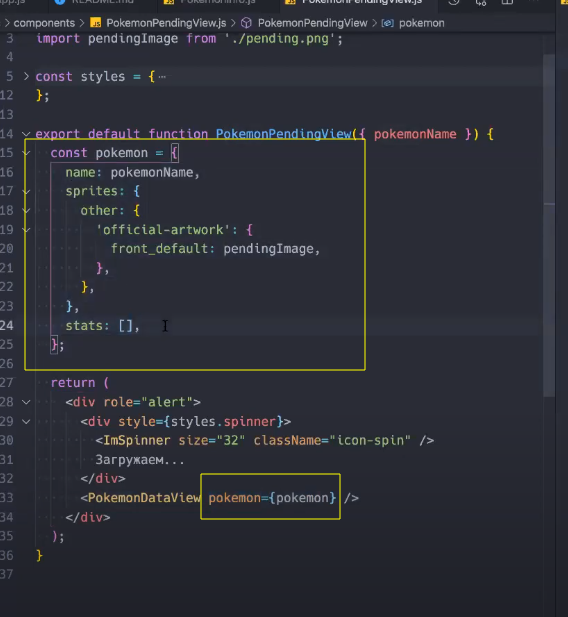 README.md
PokemonInfo.js
PokemonPendingView.js
> components > JS PokemonPendingView.js > PokemonPendingView > pokemon
3 import pendingImage from './pending.png';
4
5 > const styles = {⋯
12 };
13
14 export default function PokemonPendingView({ pokemonName }) {
15 const pokemon = {
16 name: pokemonName,
17 sprites: {
18 other: {
19 'official-artwork': {
20 front_default: pendingImage,
21 },
22 },
23 },
24 stats: [],
25 };
26
27 return (
28 <div role="alert">
29 <div style={styles.spinner}>
30 <ImSpinner size="32" className="icon-spin" />
31 Загружаем...
32 </div>
33 <PokemonDataView pokemon={pokemon} />
34 </div>
35 );
36 }
37